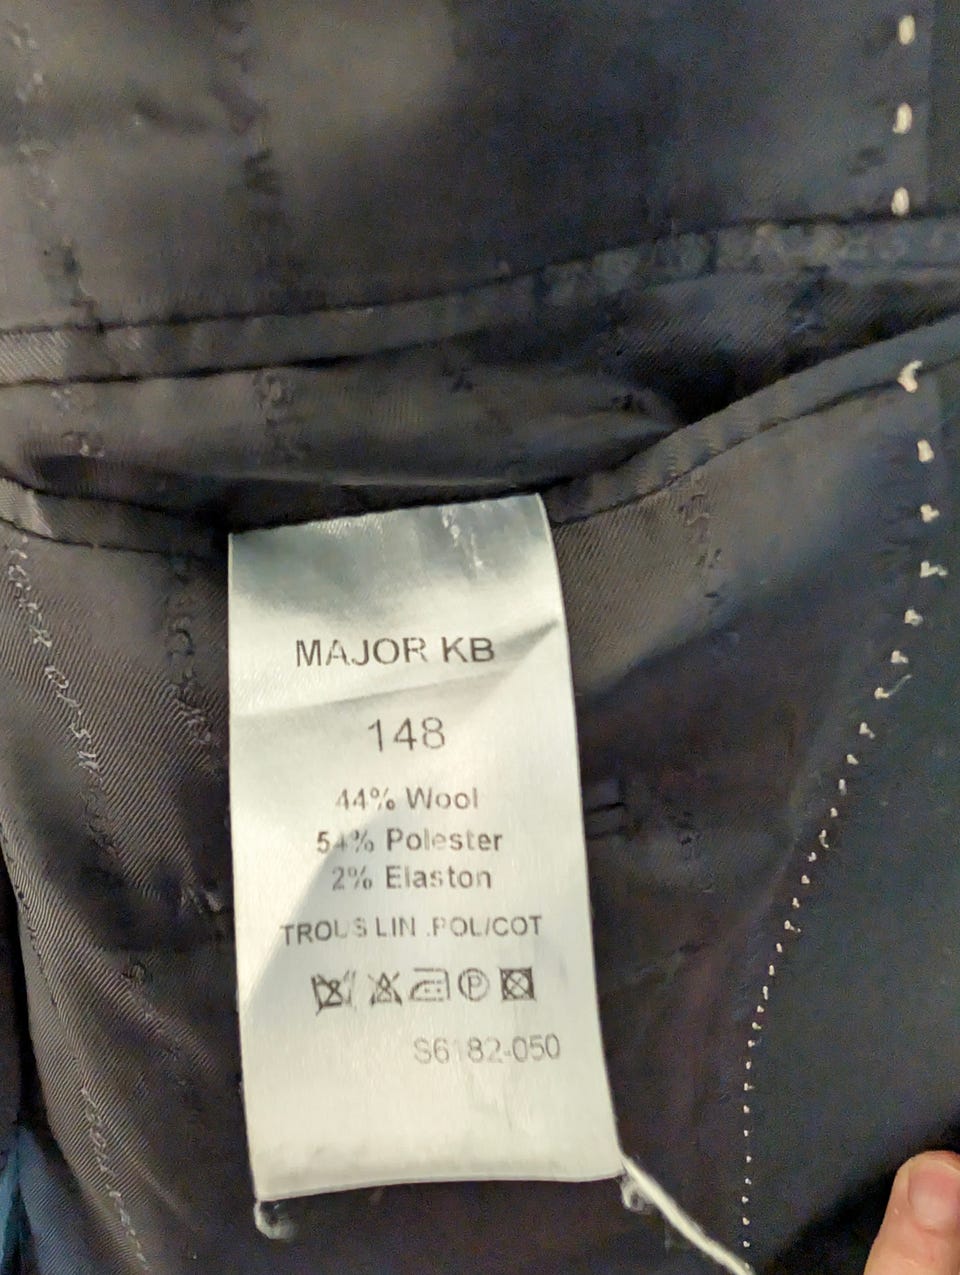 MAJOR KB
148
44% Wool
54% Polester
2% Elaston
TROUS LIN .POL/COT
P
S6182-050